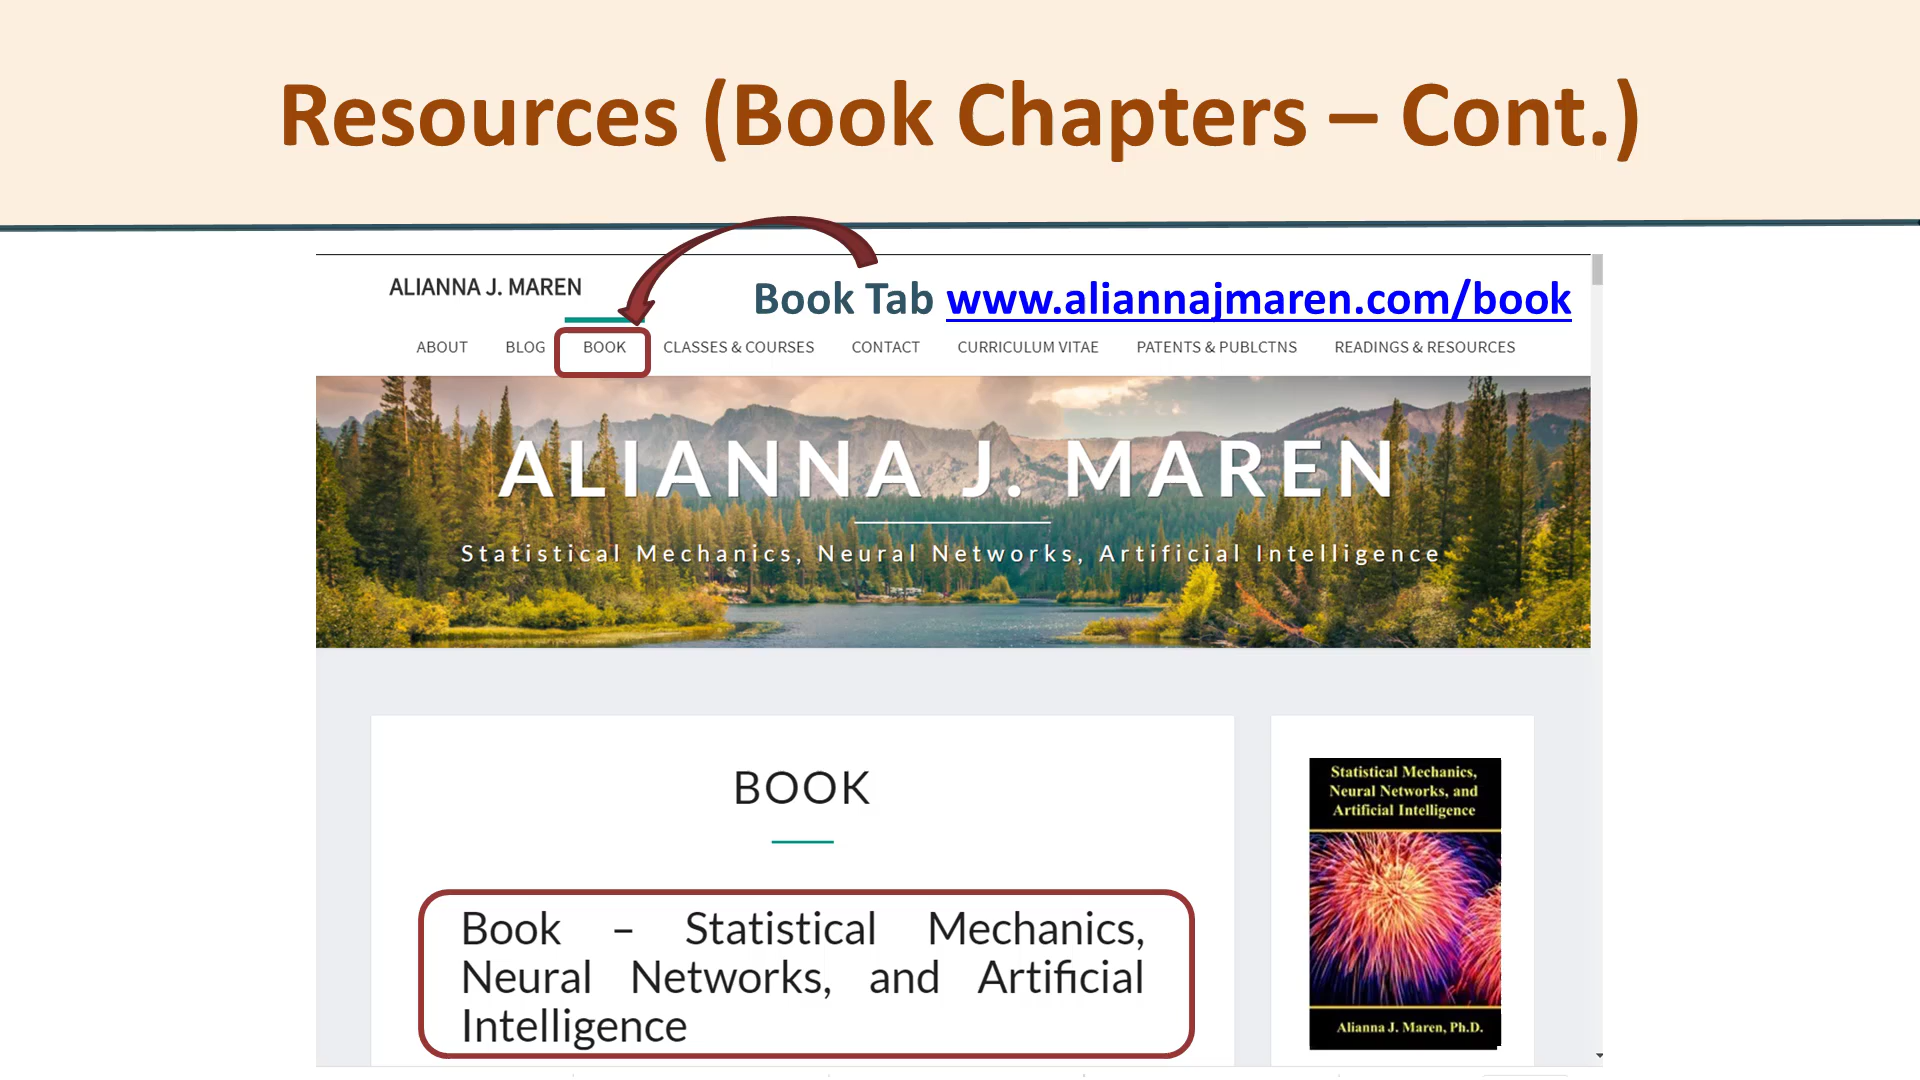 Resources (Book Chapters – Cont.)
ALIANNA J. MAREN
Book Tab www.aliannajmaren.com/book
ABOUT BLOG BOOK CLASSES & COURSES CONTACT CURRICULUM VITAE PATENTS & PUBLCTNS READINGS & RESOURCES
ALIANNA J. MAREN
Statistical Mechanics, Neural Networks, Artificial Intelligence
BOOK
Book – Statistical Mechanics,
Neural Networks, and Artificial
Intelligence
Statistical Mechanics,
Neural Networks, and
Artificial Intelligence
Alianna J. Maren, Ph.D.